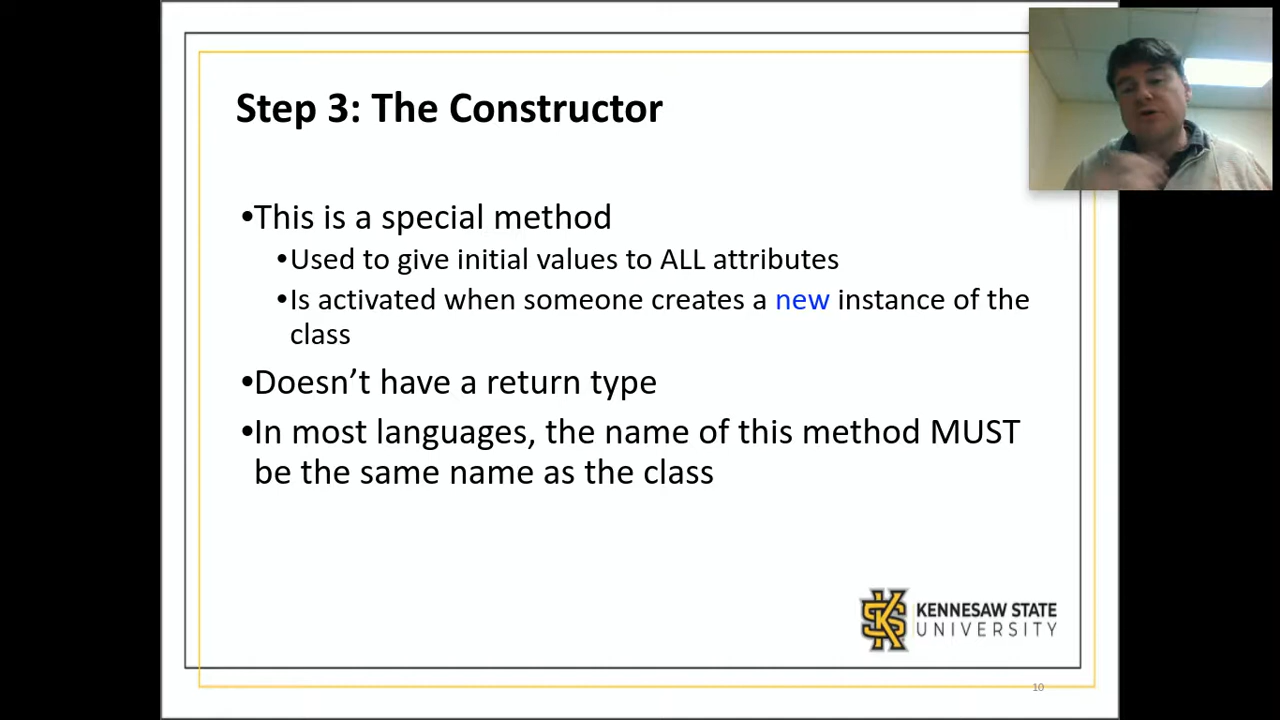 Step 3: The Constructor
•This is a special method
•Used to give initial values to ALL attributes
•Is activated when someone creates a new instance of the
class
•Doesn’t have a return type
•In most languages, the name of this method MUST
be the same name as the class
KENNESAW STATE
UNIVERSITY
10